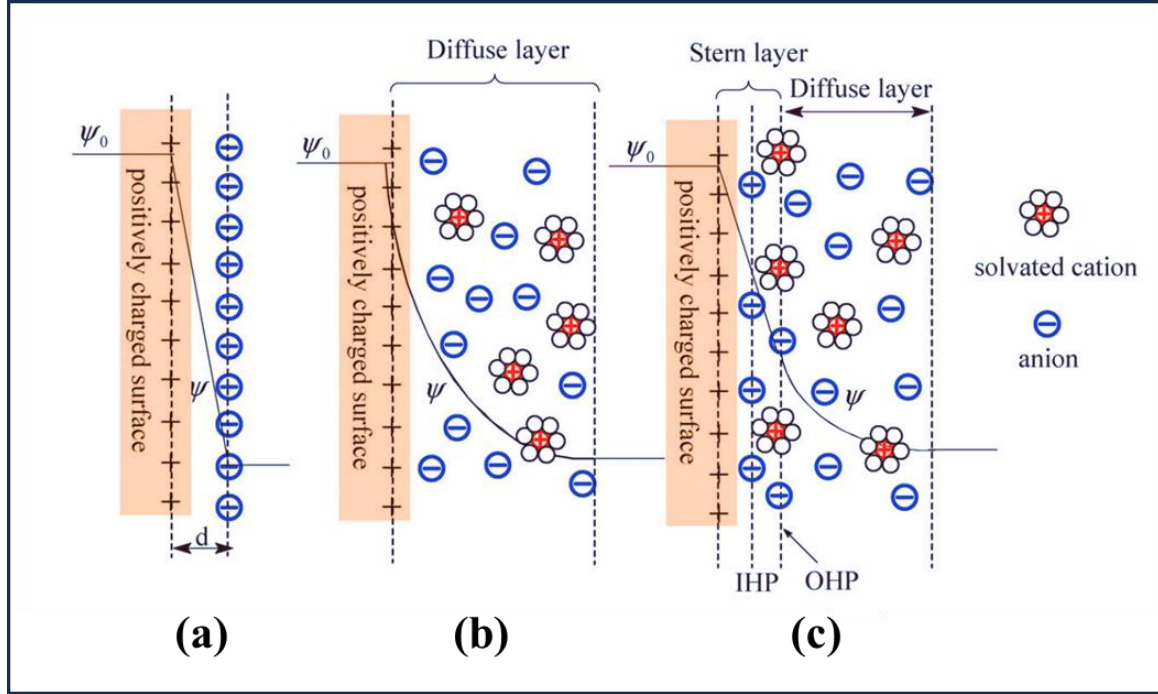 Diffuse layer
Stern layer
Diffuse layer
ψ₀
ψ₀
ψ₀
positively charged surface
positively charged surface
positively charged surface
ψ
ψ
ψ
solvated cation
anion
d
IHP
OHP
(a)
(b)
(c)